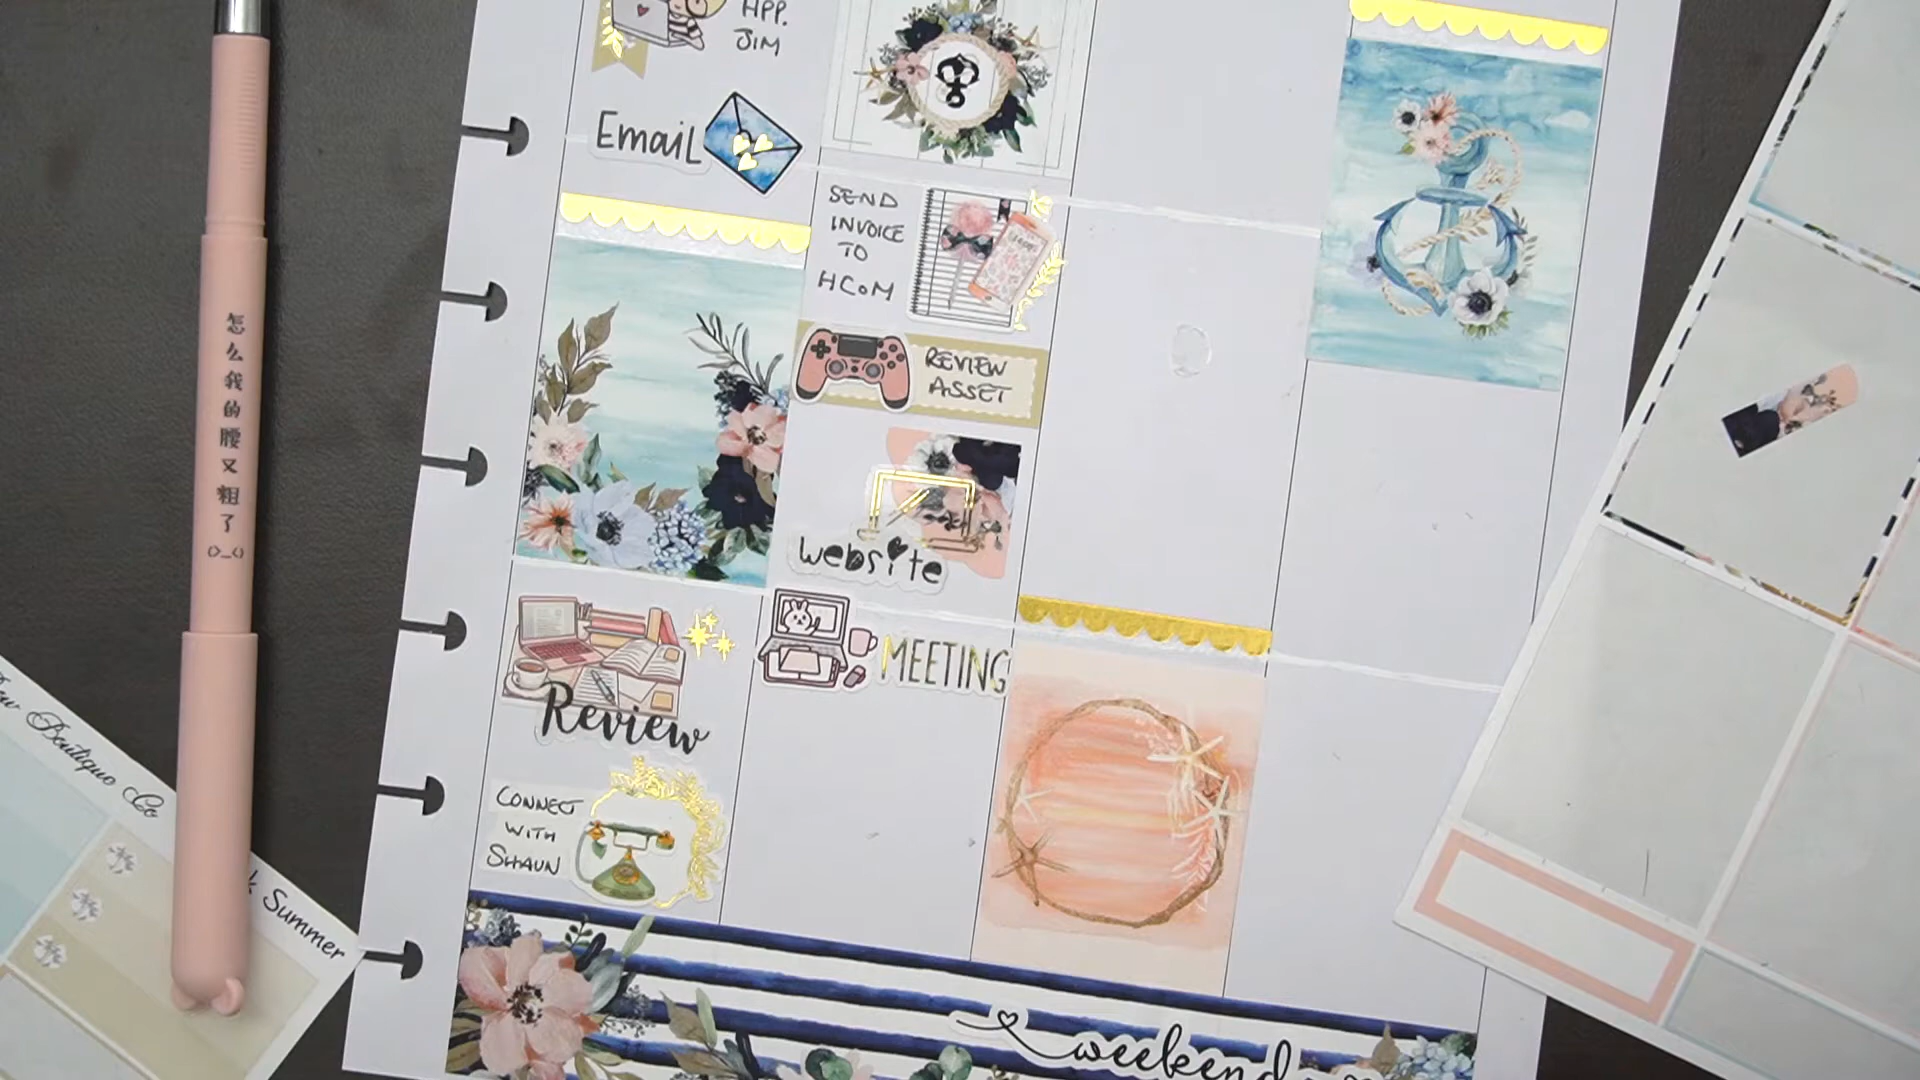 APP.
JIM
Email
SEND
INVOICE
TO
HCOM
REVIEW
ASSET
website
MEETING
Review
CONNECT
WITH
SHAUN
weekend
怎么我的腰又粗了
()_()
Boutique Co
Summer